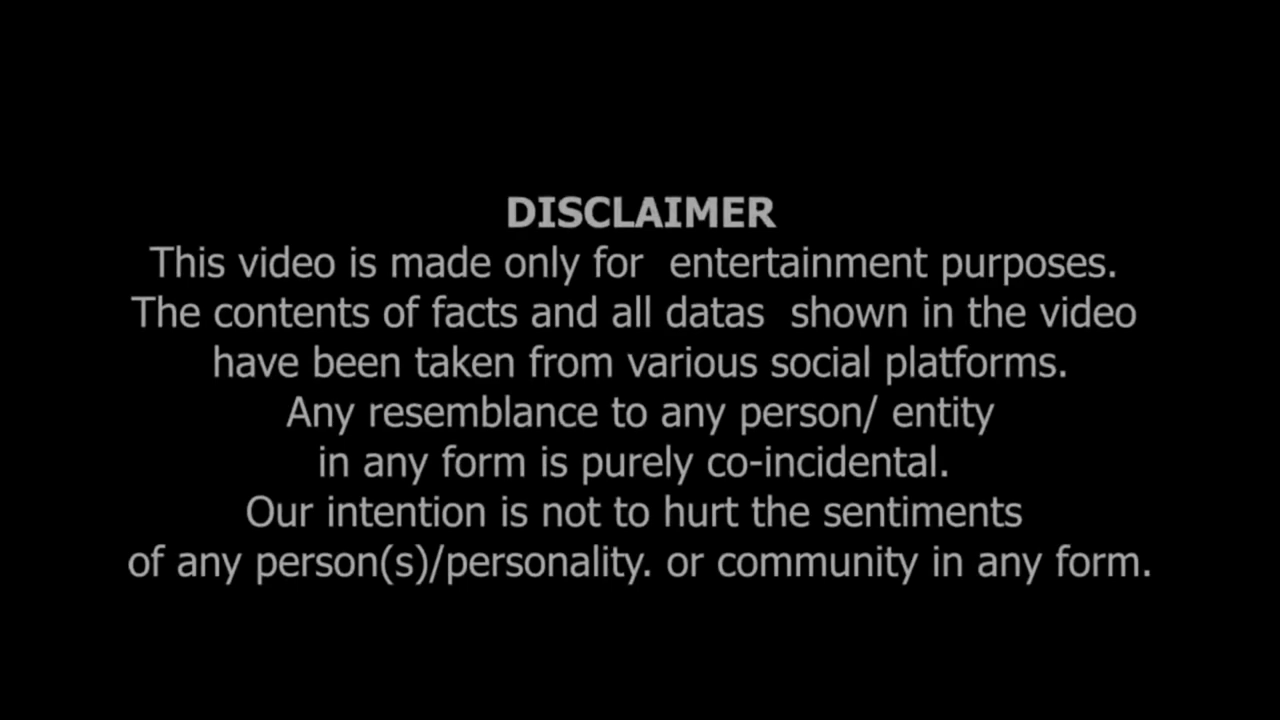 DISCLAIMER
This video is made only for  entertainment purposes.
The contents of facts and all datas  shown in the video
have been taken from various social platforms.
Any resemblance to any person/ entity
in any form is purely co-incidental.
Our intention is not to hurt the sentiments
of any person(s)/personality. or community in any form.